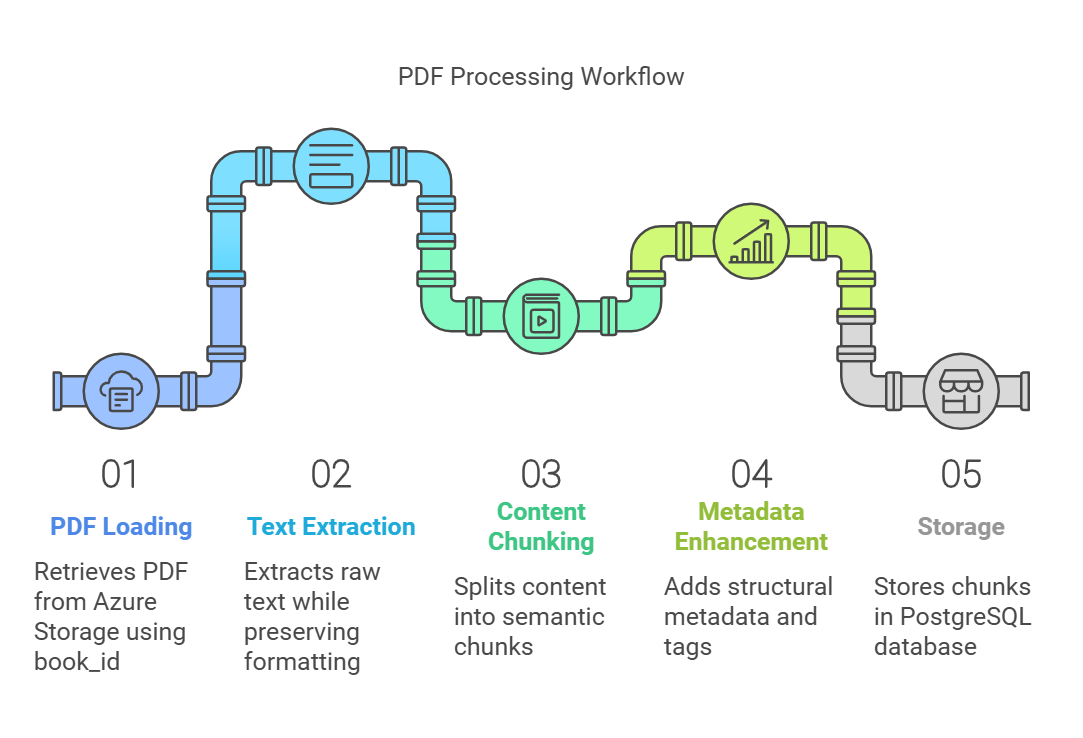 PDF Processing Workflow
01
PDF Loading
Retrieves PDF
from Azure
Storage using
book_id
02
Text Extraction
Extracts raw
text while
preserving
formatting
03
Content
Chunking
Splits content
into semantic
chunks
04
Metadata
Enhancement
Adds structural
metadata and
tags
05
Storage
Stores chunks
in PostgreSQL
database